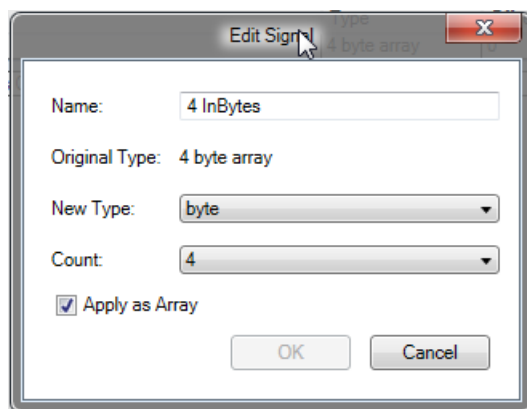 Type
Edit Signal
4 byte array 0
X
Name: 4 InBytes
Original Type: 4 byte array
New Type: byte
Count: 4
Apply as Array
OK Cancel